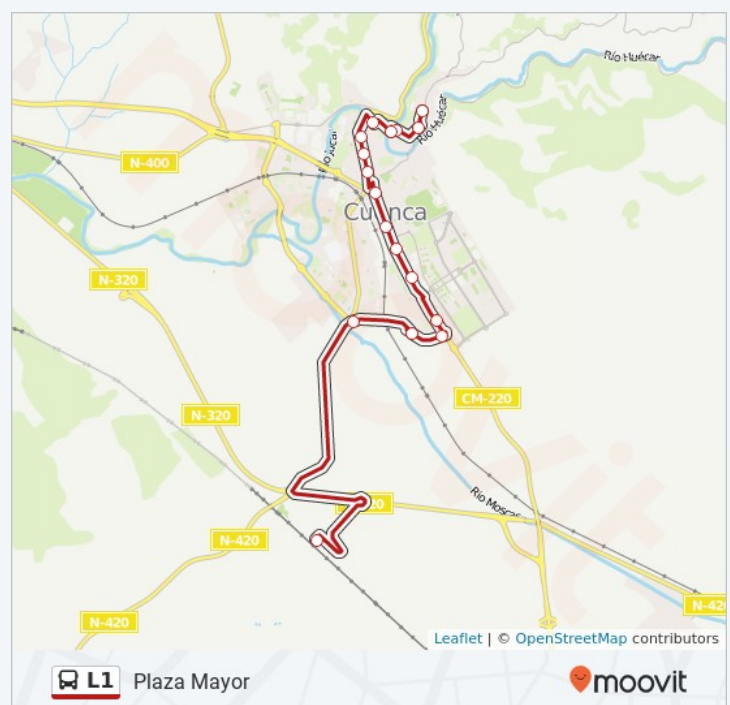 Río Huécar
Río Júcar
Río Huécar
N-400
Cuenca
N-320
CM-220
N-320
Río Moscas
N-420
N-420
N-420
Leaflet | © OpenStreetMap contributors
L1 Plaza Mayor
moovit